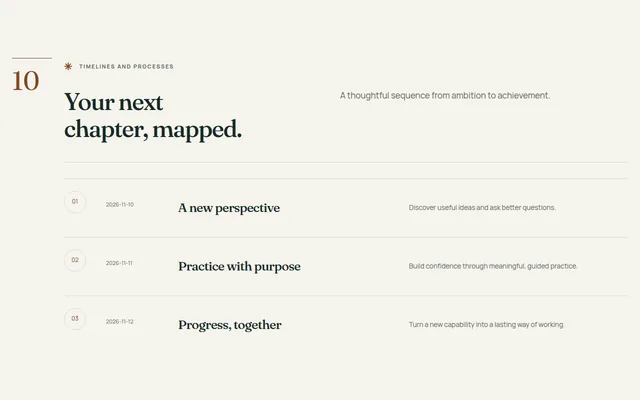 10
TIMELINES AND PROCESSES
Your next
chapter, mapped.
A thoughtful sequence from ambition to achievement.
01
2026-11-10
A new perspective
Discover useful ideas and ask better questions.
02
2026-11-11
Practice with purpose
Build confidence through meaningful, guided practice.
03
2026-11-12
Progress, together
Turn a new capability into a lasting way of working.